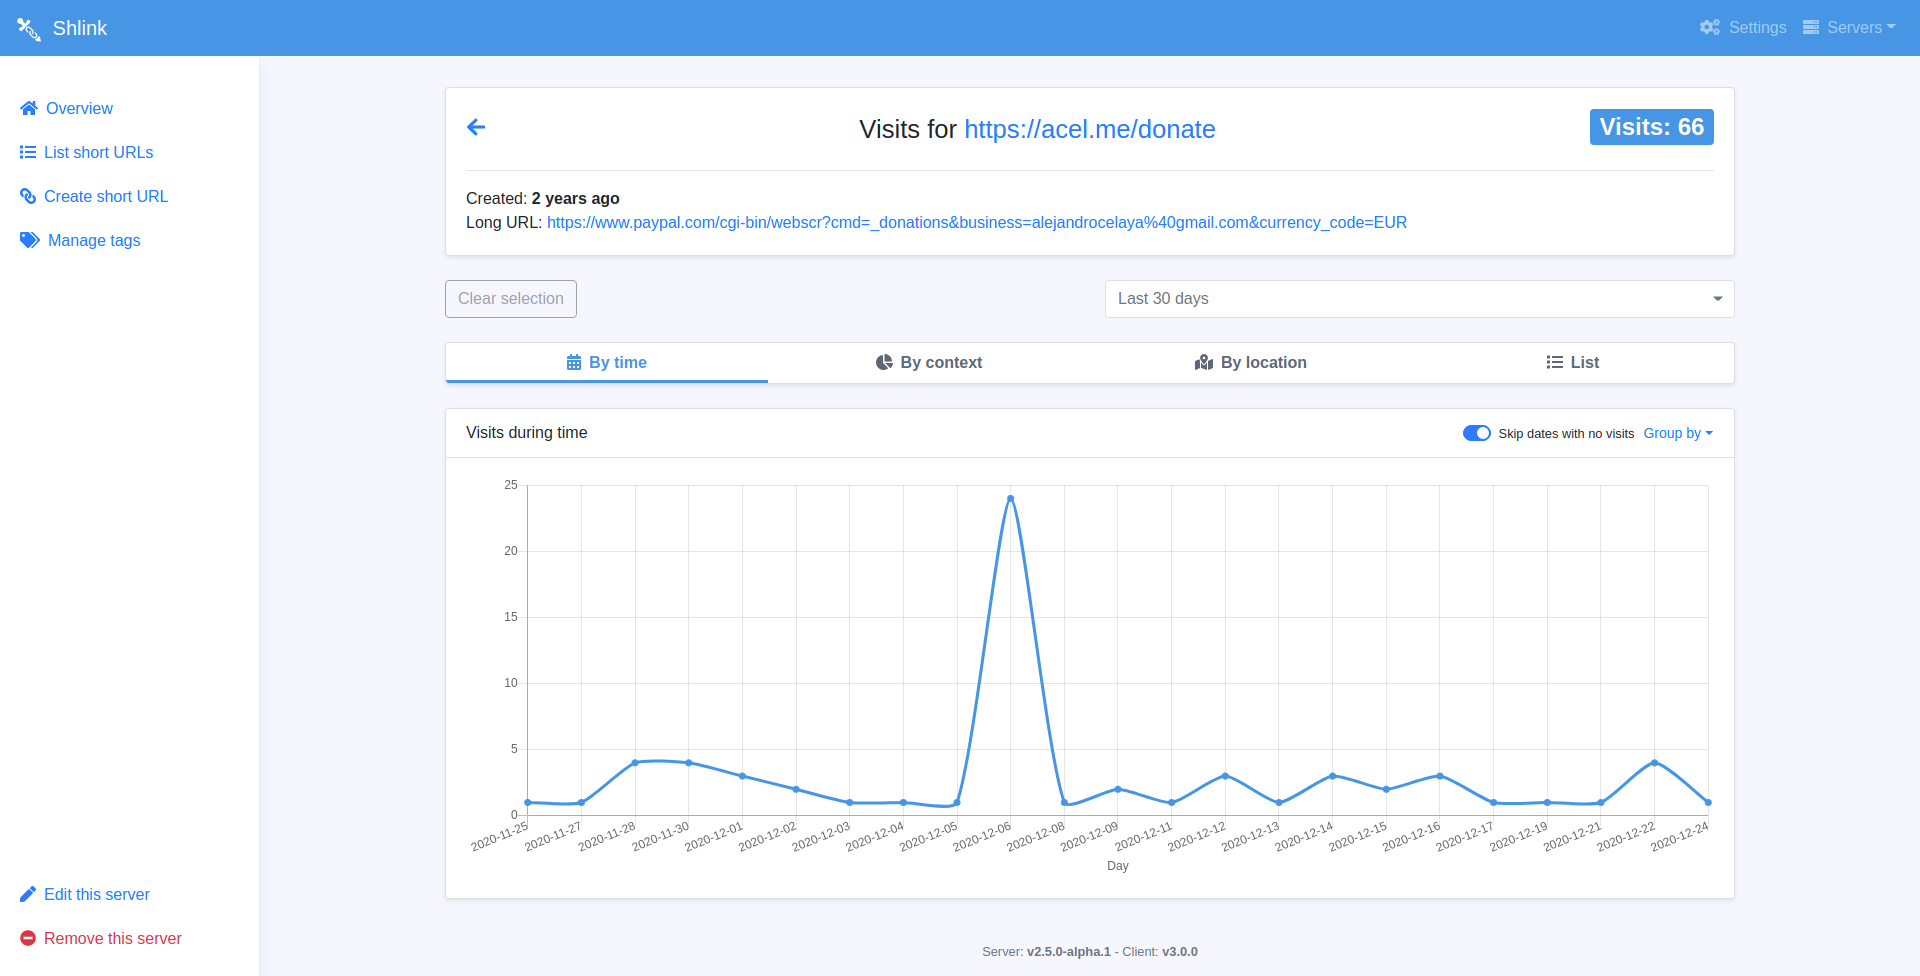 Shlink
Settings
Servers
Overview
List short URLs
Create short URL
Manage tags
Edit this server
Remove this server
Visits for https://acel.me/donate
Visits: 66
Created: 2 years ago
Long URL: https://www.paypal.com/cgi-bin/webscr?cmd=_donations&business=alejandrocelaya%40gmail.com&currency_code=EUR
Clear selection
Last 30 days
By time
By context
By location
List
Visits during time
Skip dates with no visits
Group by
25
20
15
10
5
0
2020-11-25
2020-11-27
2020-11-28
2020-11-30
2020-12-01
2020-12-02
2020-12-03
2020-12-04
2020-12-05
2020-12-06
2020-12-08
2020-12-09
2020-12-11
2020-12-12
2020-12-13
2020-12-14
2020-12-15
2020-12-16
2020-12-17
2020-12-19
2020-12-21
2020-12-22
2020-12-24
Day
Server: v2.5.0-alpha.1 - Client: v3.0.0